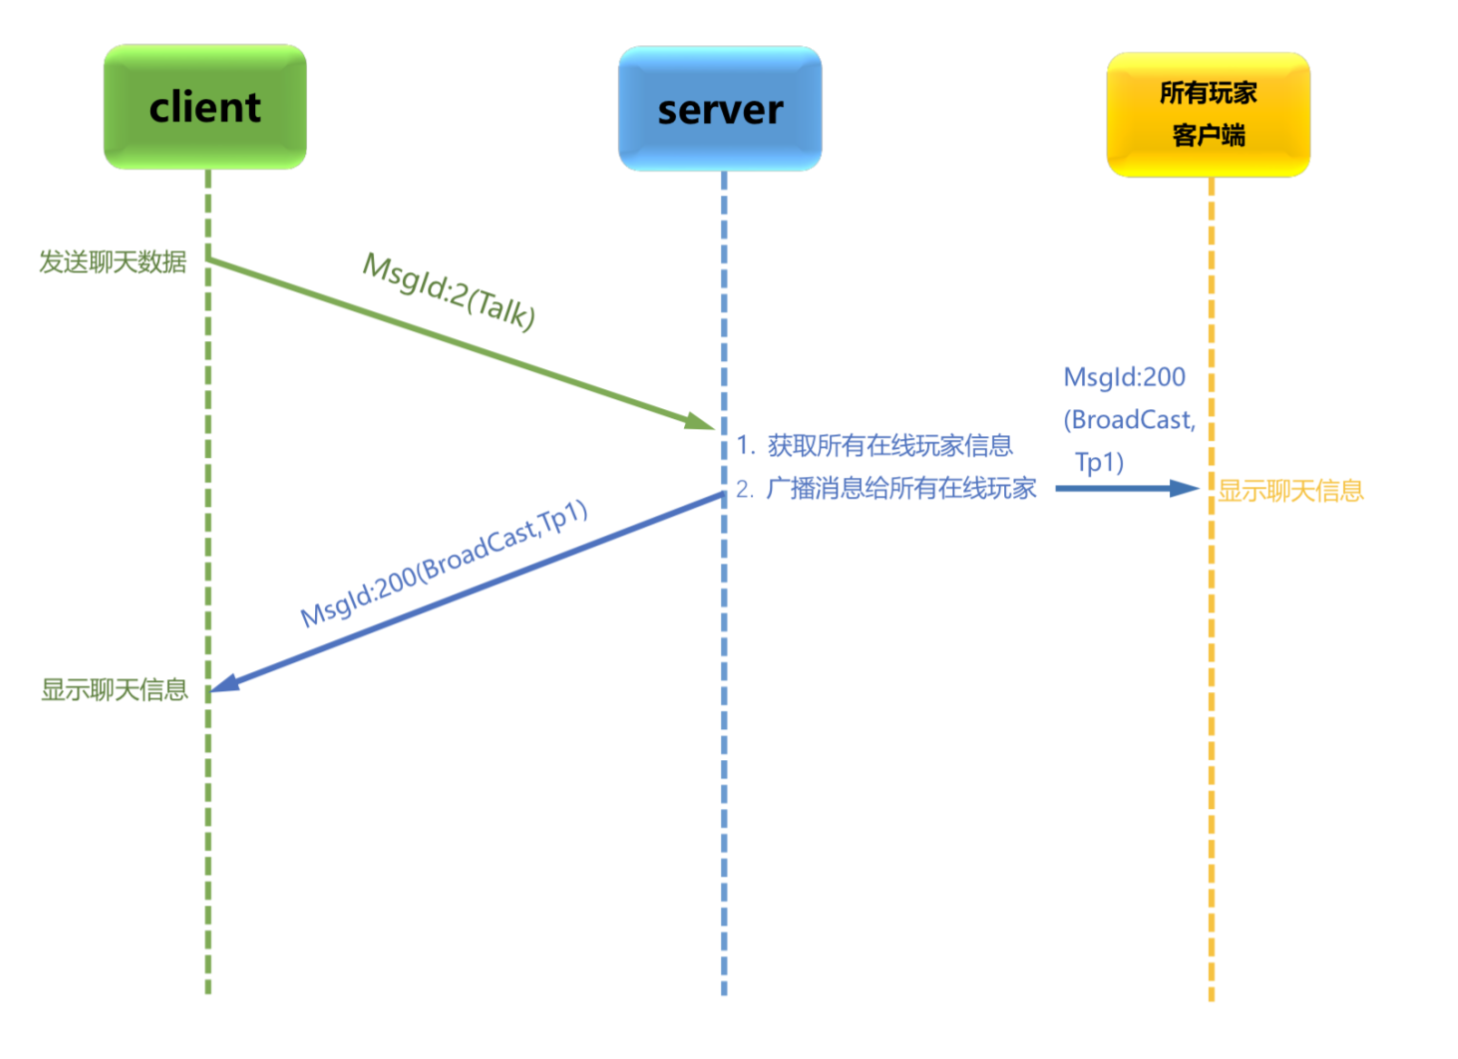 client
server
所有玩家
客户端
发送聊天数据
MsgId:2(Talk)
MsgId:200
(BroadCast,
Tp1)
1. 获取所有在线玩家信息
2. 广播消息给所有在线玩家
显示聊天信息
MsgId:200(BroadCast,Tp1)
显示聊天信息